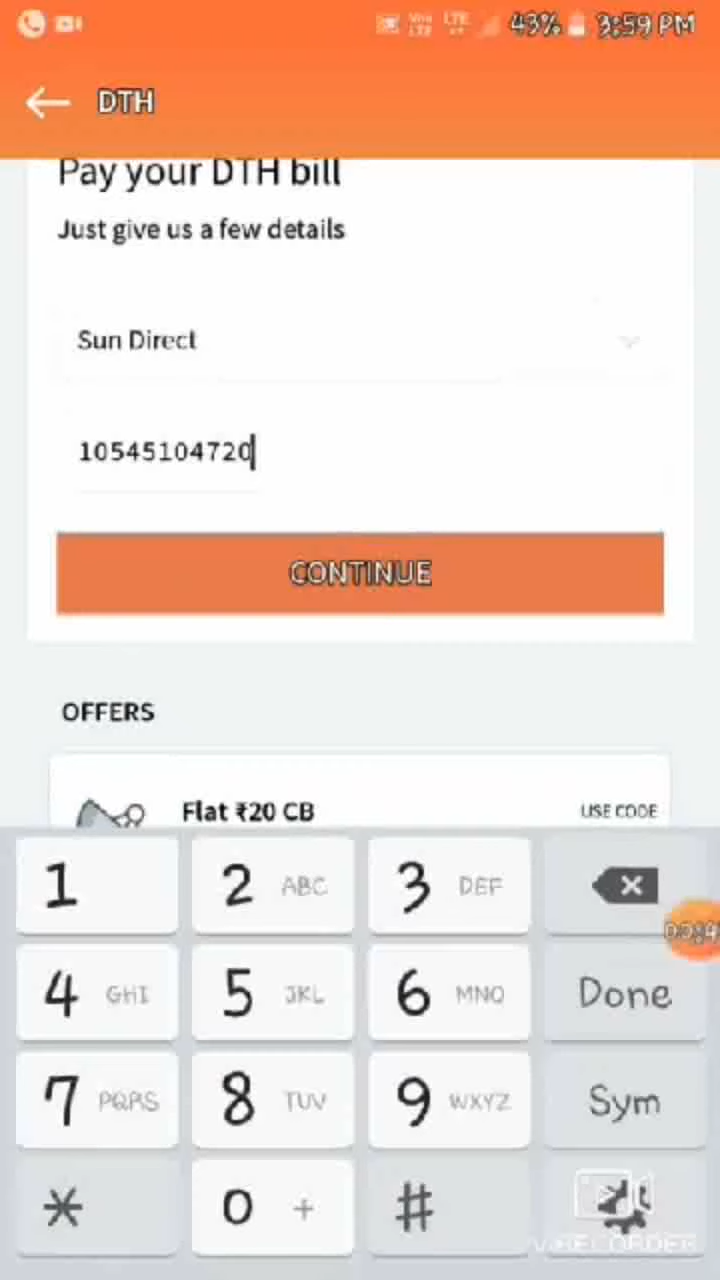 43% 3:59 PM
DTH
Pay your DTH bill
Just give us a few details
Sun Direct
10545104720
CONTINUE
OFFERS
Flat ₹20 CB
USE CODE
1
2 ABC
3 DEF
4 GHI
5 JKL
6 MNO
Done
7 PQRS
8 TUV
9 WXYZ
Sym
*
0 +
#